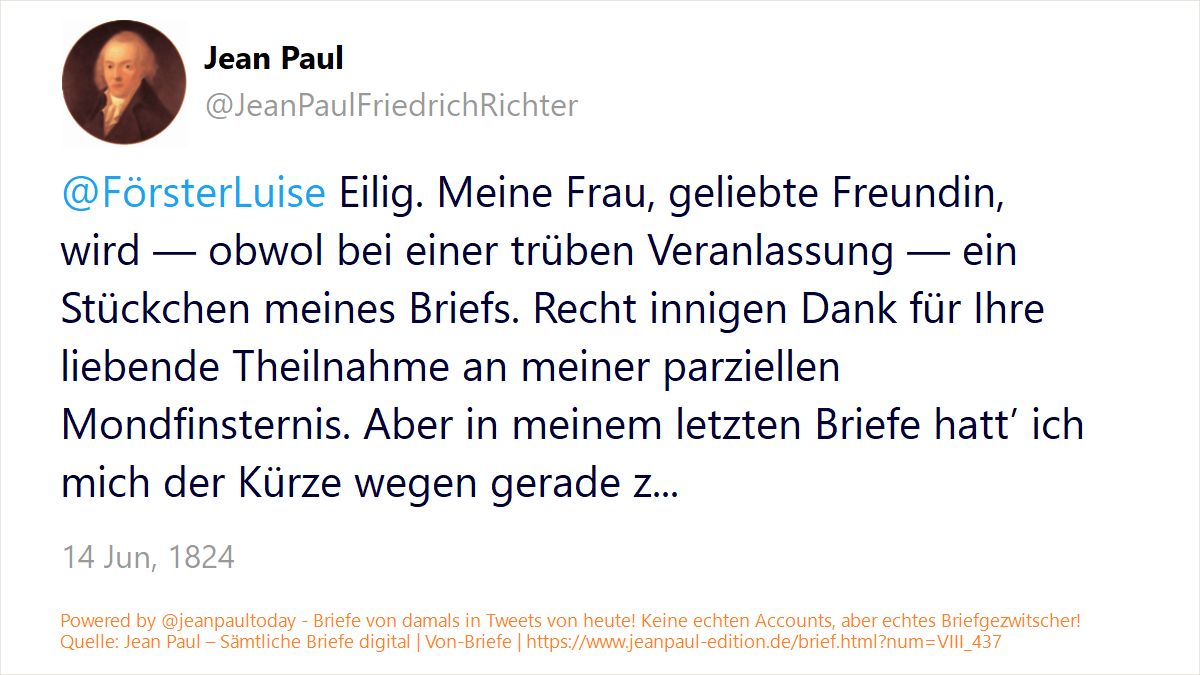 Jean Paul
@JeanPaulFriedrichRichter
@FörsterLuise Eilig. Meine Frau, geliebte Freundin,
wird — obwol bei einer trüben Veranlassung — ein
Stückchen meines Briefs. Recht innigen Dank für Ihre
liebende Theilnahme an meiner parziellen
Mondfinsternis. Aber in meinem letzten Briefe hatt’ ich
mich der Kürze wegen gerade z...
14 Jun, 1824
Powered by @jeanpaultoday - Briefe von damals in Tweets von heute! Keine echten Accounts, aber echtes Briefgezwitscher!
Quelle: Jean Paul – Sämtliche Briefe digital | Von-Briefe | https://www.jeanpaul-edition.de/brief.html?num=VIII_437